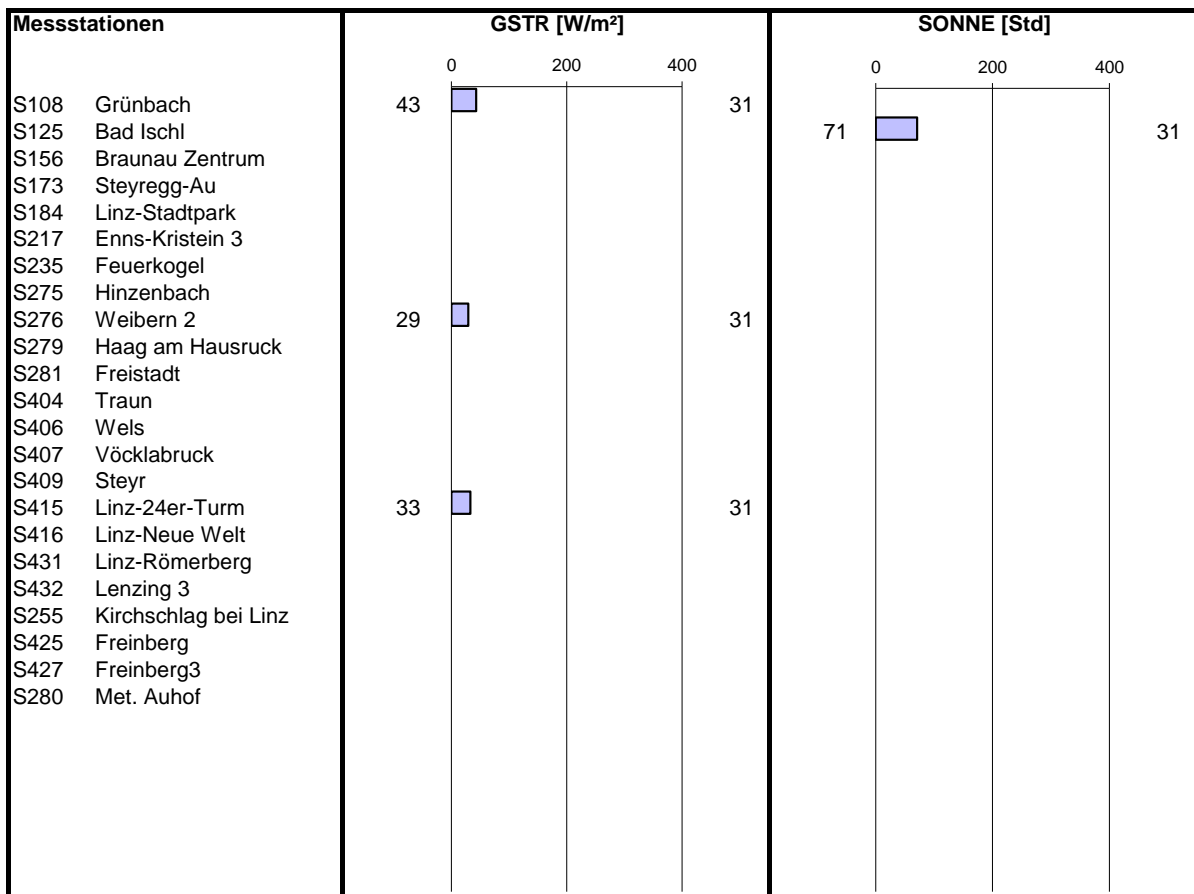 Messstationen GSTR [W/m²] SONNE [Std]
0 200 400 0 200 400
S108 Grünbach 43 31
S125 Bad Ischl 71 31
S156 Braunau Zentrum
S173 Steyregg-Au
S184 Linz-Stadtpark
S217 Enns-Kristein 3
S235 Feuerkogel
S275 Hinzenbach
S276 Weibern 2 29 31
S279 Haag am Hausruck
S281 Freistadt
S404 Traun
S406 Wels
S407 Vöcklabruck
S409 Steyr
S415 Linz-24er-Turm 33 31
S416 Linz-Neue Welt
S431 Linz-Römerberg
S432 Lenzing 3
S255 Kirchschlag bei Linz
S425 Freinberg
S427 Freinberg3
S280 Met. Auhof